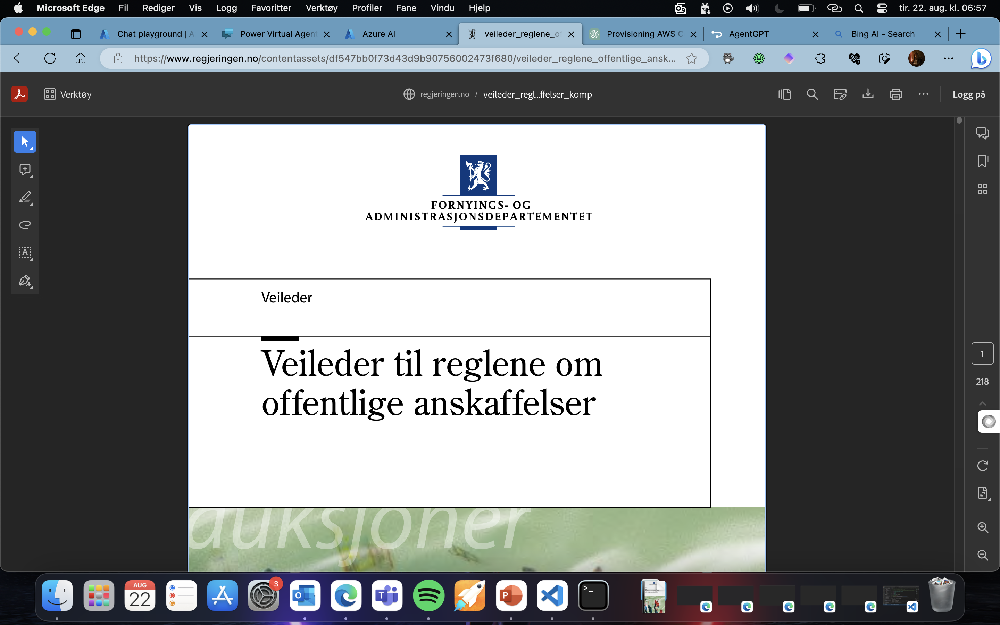 Microsoft Edge Fil Rediger Vis Logg Favoritter Verktøy Profiler Fane Vindu Hjelp tir. 22. aug. kl. 06:57
Chat playground | A Power Virtual Agent Azure AI veileder_reglene_of Provisioning AWS C AgentGPT Bing AI - Search
https://www.regjeringen.no/contentassets/df547bb0f73d43d9b90756002473f680/veileder_reglene_offentlige_ansk...
Verktøy regjeringen.no / veileder_regl...ffelser_komp Logg på
FORNYINGS- OG
ADMINISTRASJONSDEPARTEMENTET
Veileder
Veileder til reglene om
offentlige anskaffelser
1
218
auksjoner
AUG
22
3